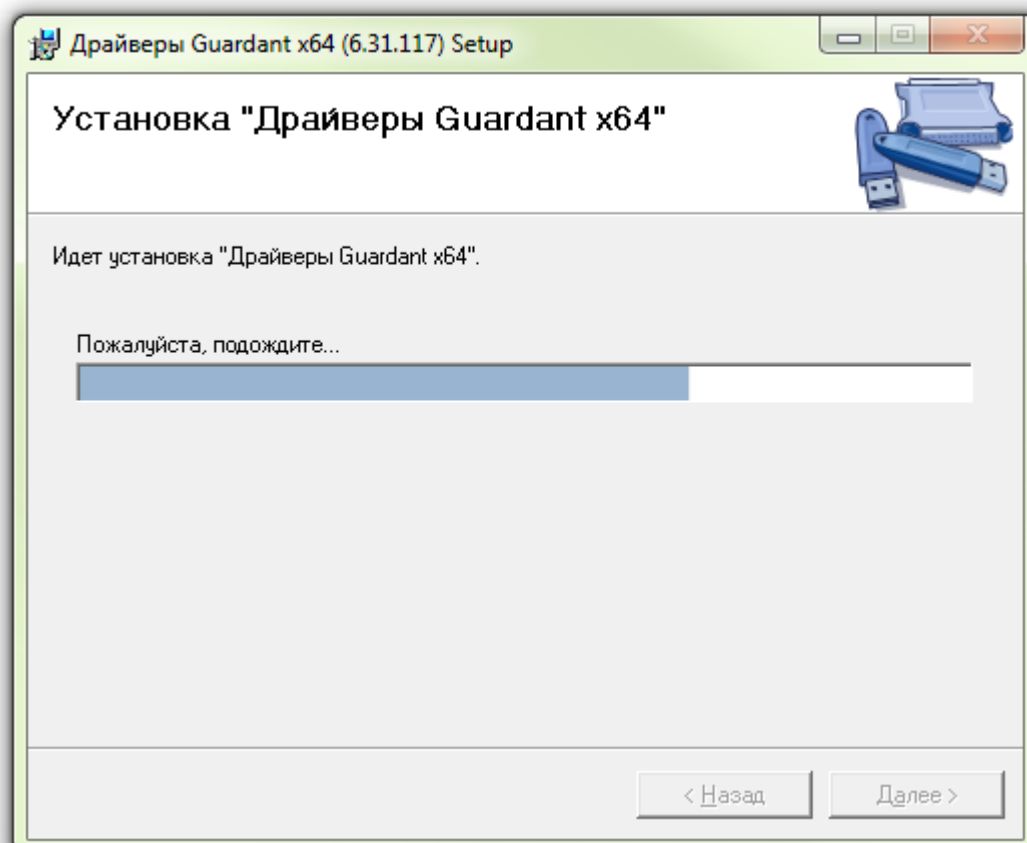 Драйверы Guardant x64 (6.31.117) Setup
Установка "Драйверы Guardant x64"
Идет установка "Драйверы Guardant x64".
Пожалуйста, подождите...
< Назад
Далее >